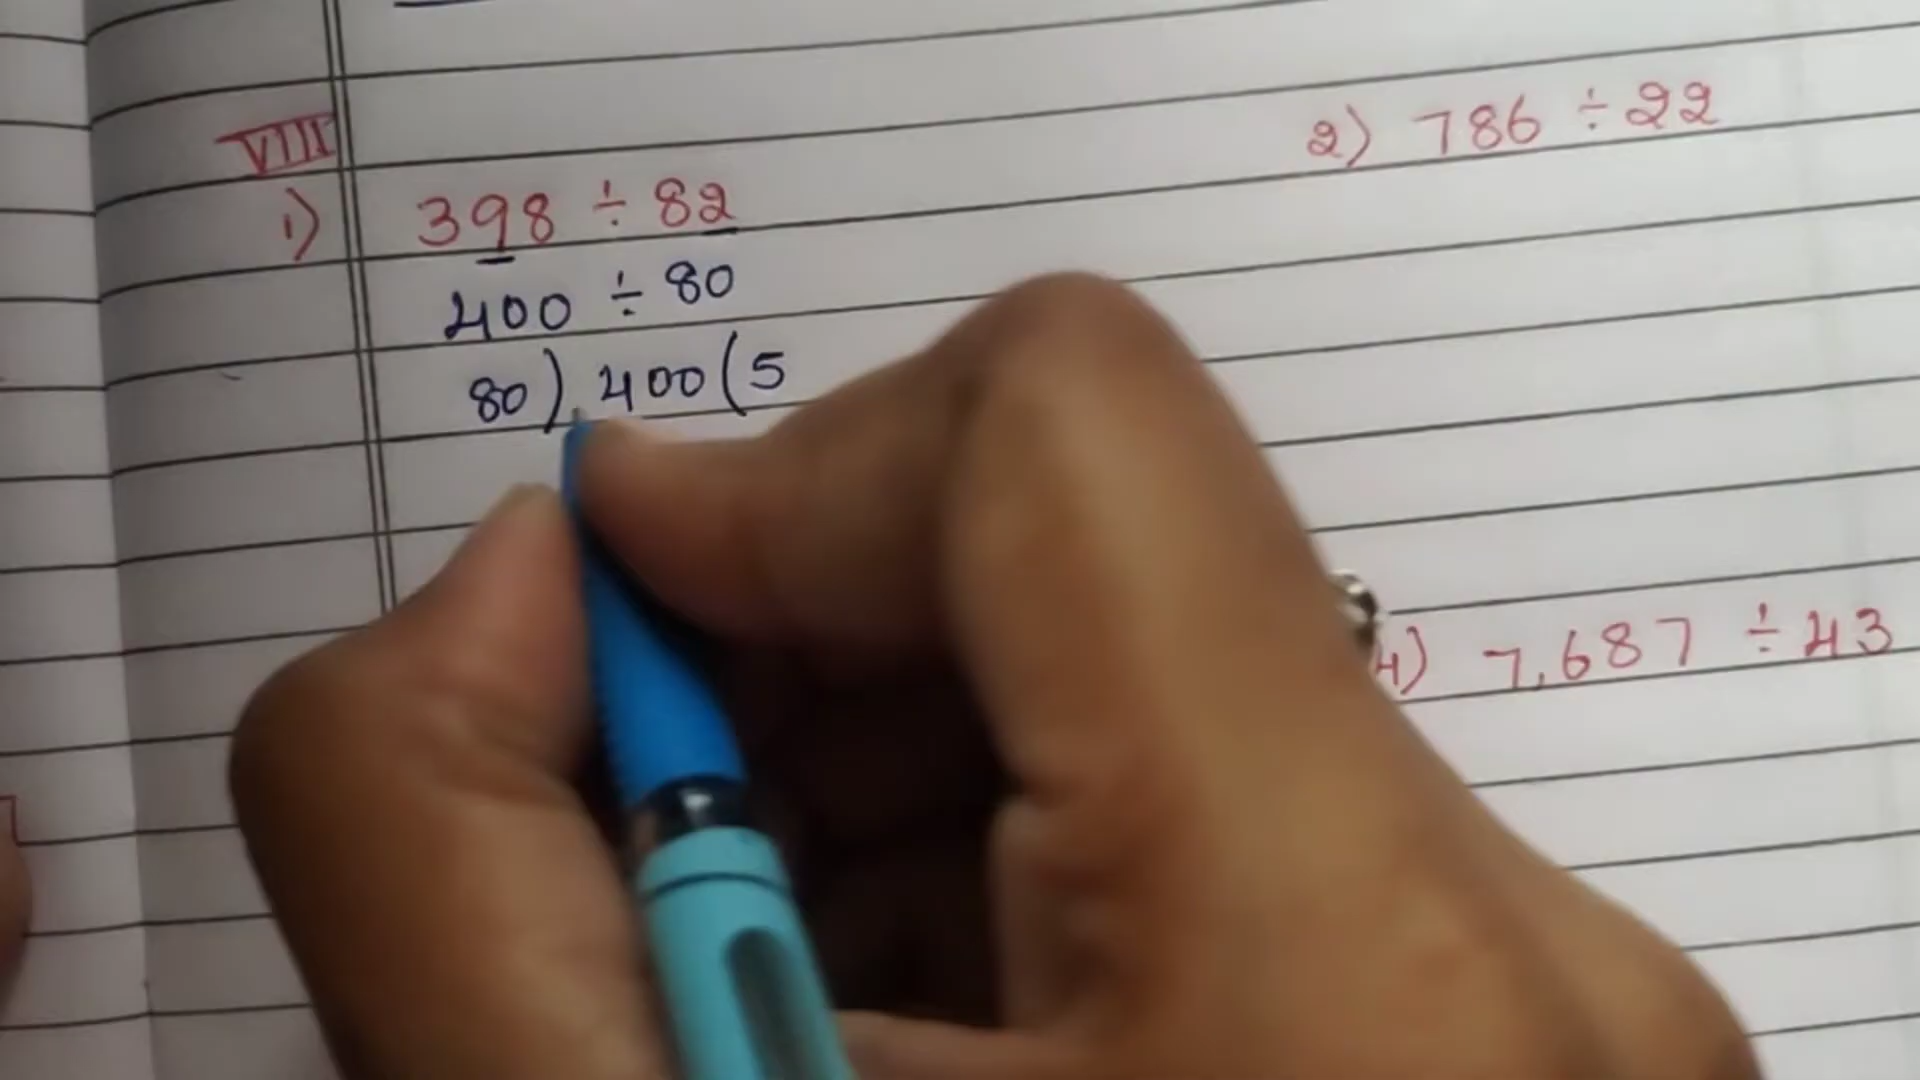 VIII
1) 398 ÷ 82
400 ÷ 80
80) 400 (5
2) 786 ÷ 22
4) 7,687 ÷ 43